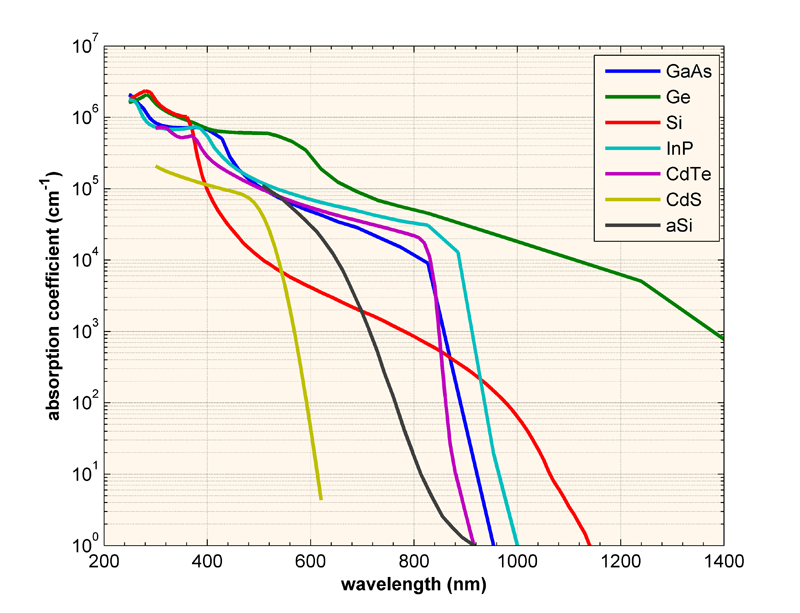 10^7
10^6
10^5
10^4
10^3
10^2
10^1
10^0
absorption coefficient (cm^-1)
GaAs
Ge
Si
InP
CdTe
CdS
aSi
200 400 600 800 1000 1200 1400
wavelength (nm)